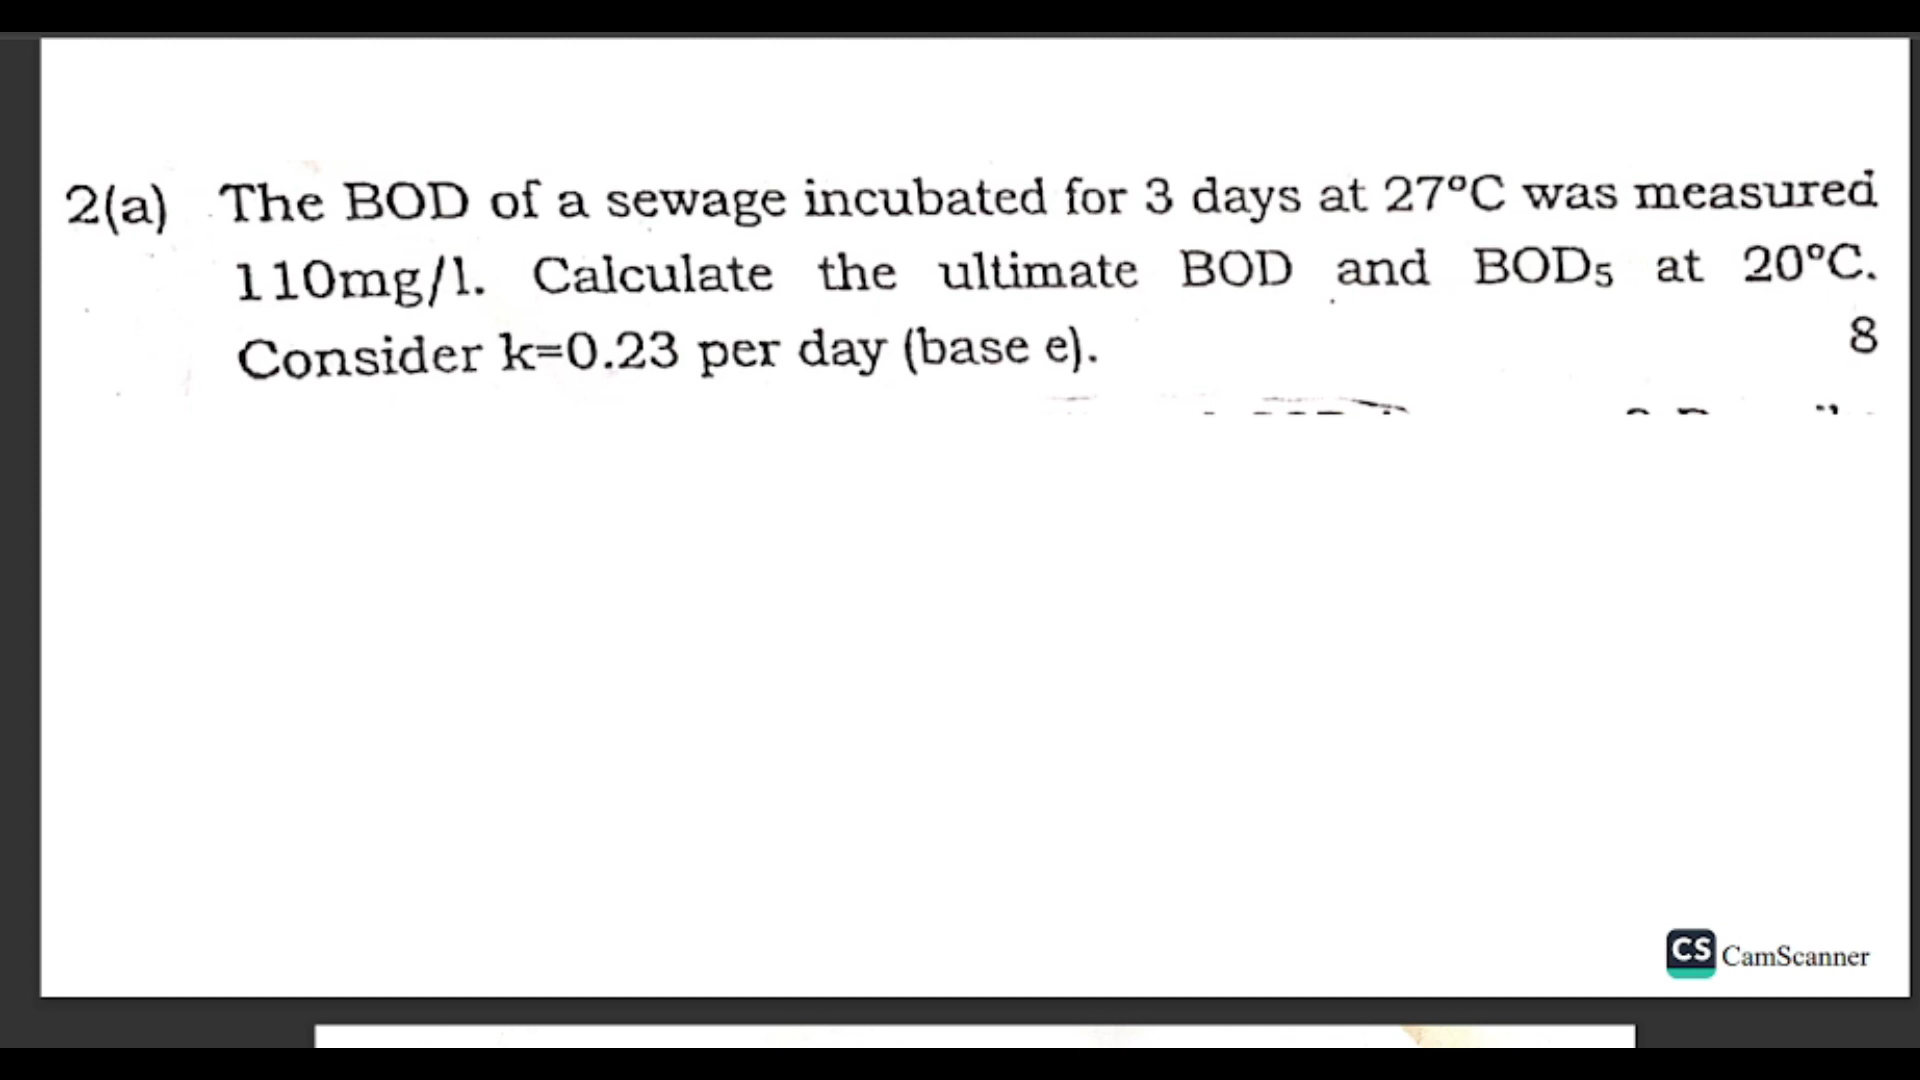 2(a) The BOD of a sewage incubated for 3 days at 27°C was measured
110mg/l. Calculate the ultimate BOD and BOD₅ at 20°C.
Consider k=0.23 per day (base e). 8
CS CamScanner